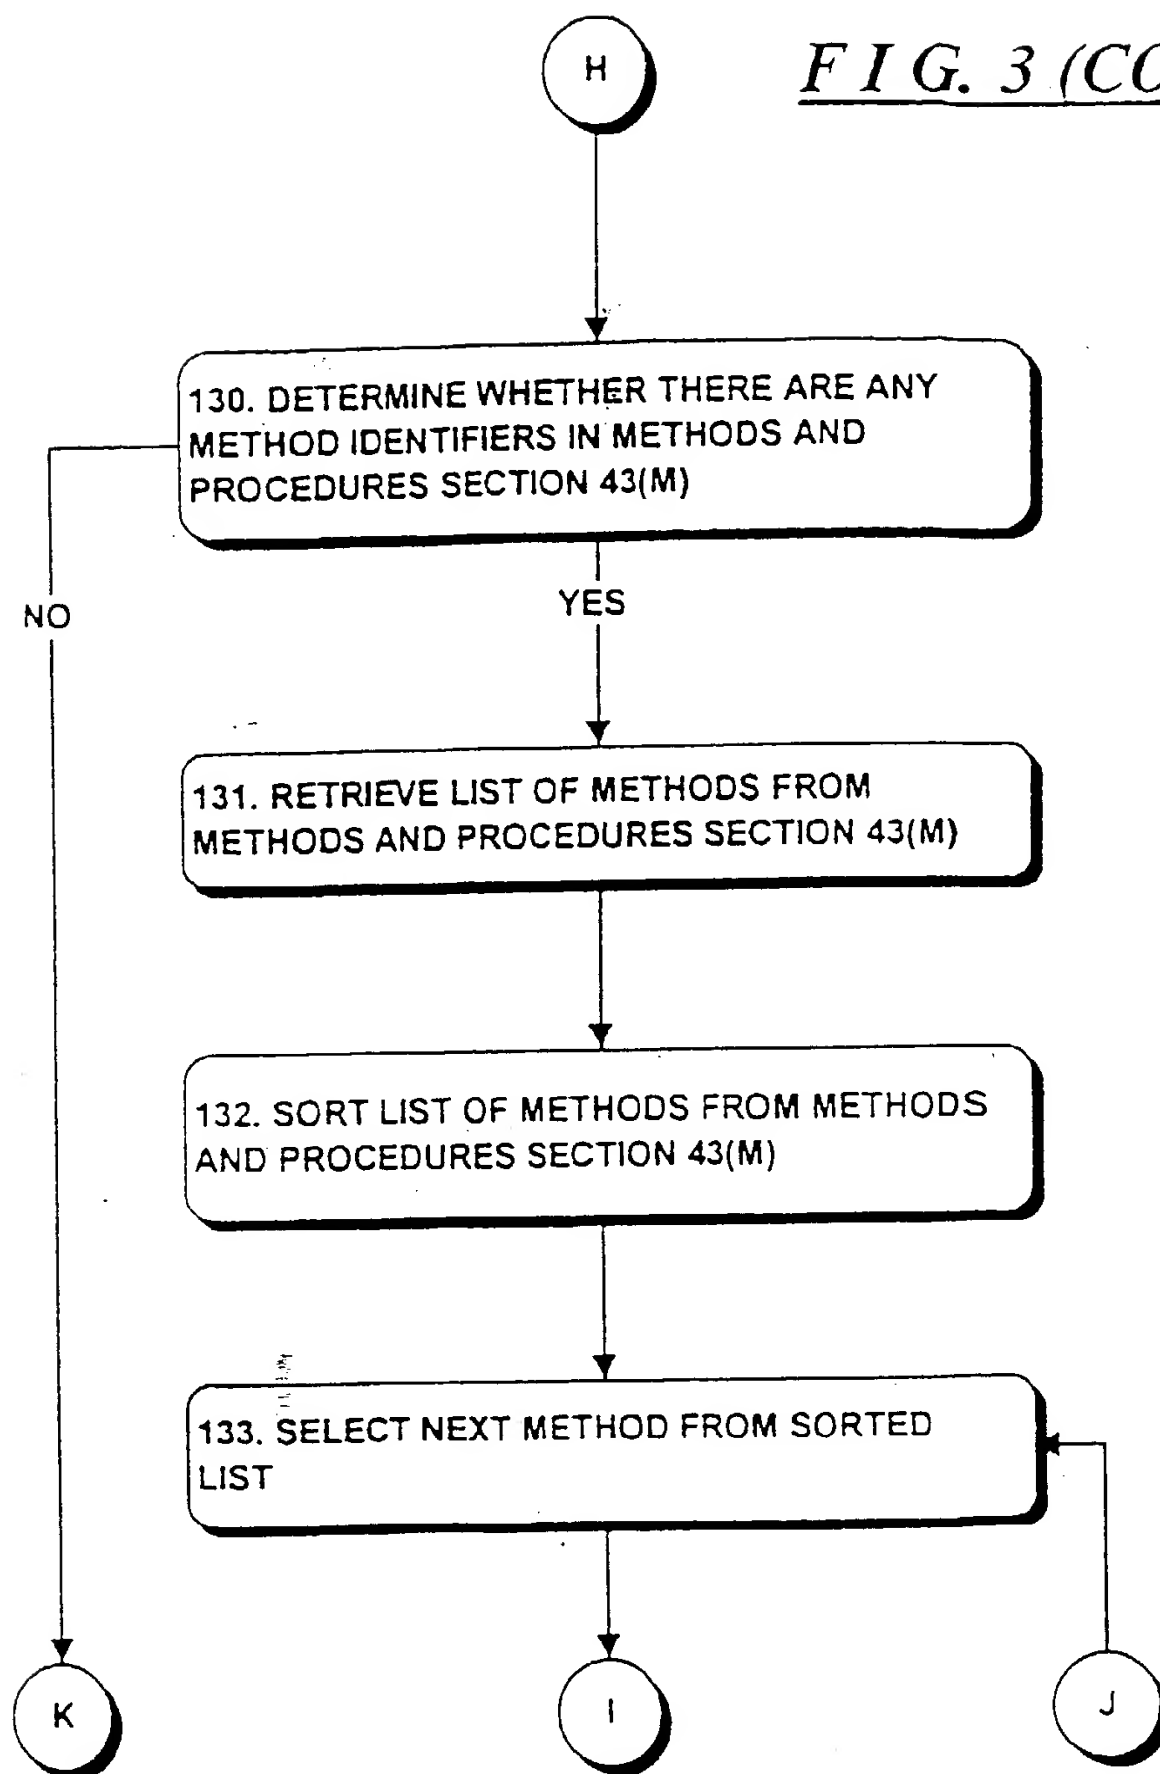 H
F I G. 3 (CO
130. DETERMINE WHETHER THERE ARE ANY
METHOD IDENTIFIERS IN METHODS AND
PROCEDURES SECTION 43(M)
NO
YES
131. RETRIEVE LIST OF METHODS FROM
METHODS AND PROCEDURES SECTION 43(M)
132. SORT LIST OF METHODS FROM METHODS
AND PROCEDURES SECTION 43(M)
133. SELECT NEXT METHOD FROM SORTED
LIST
K
I
J